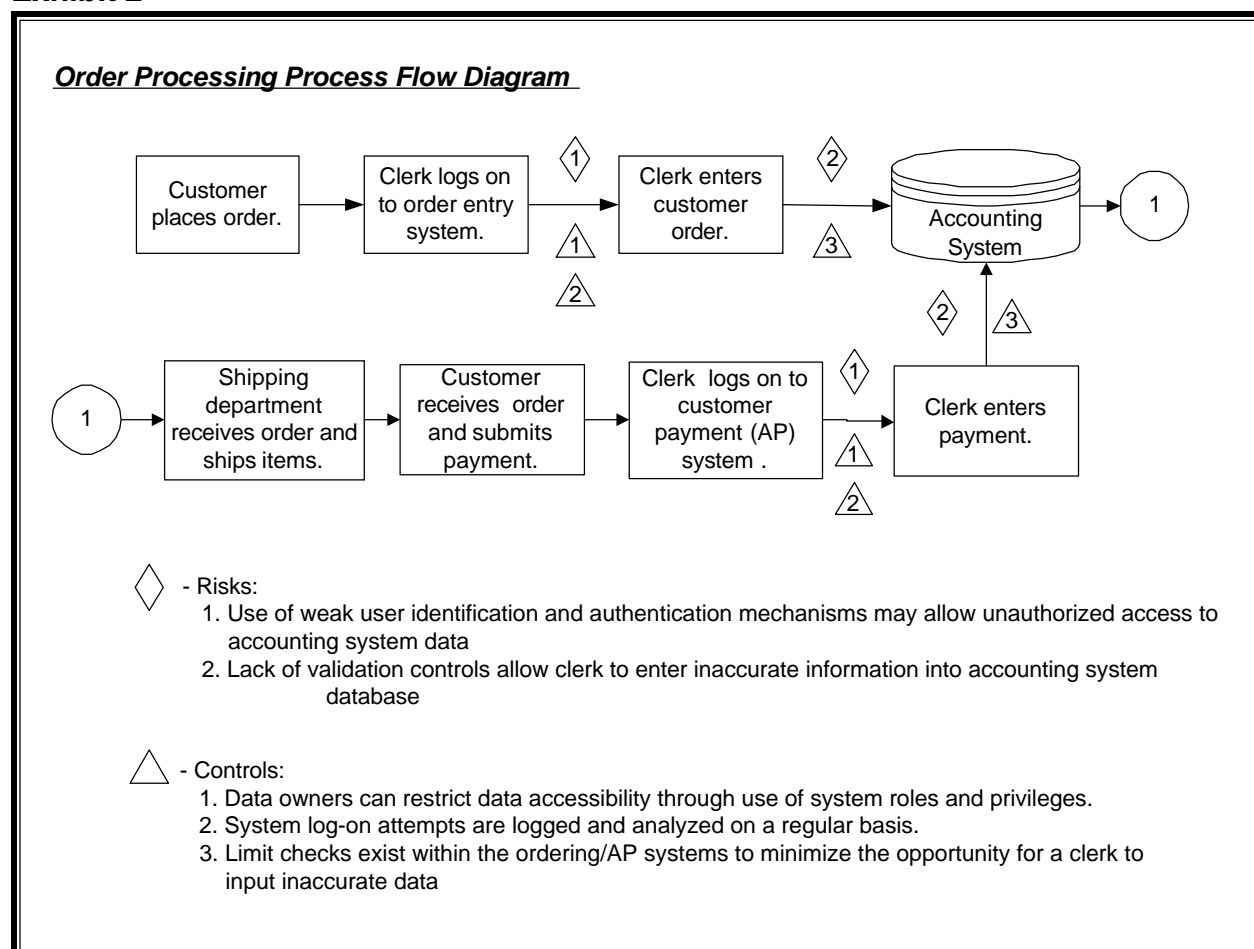 Order Processing Process Flow Diagram
Customer
places order.
Clerk logs on
to order entry
system.
1
1
2
Clerk enters
customer
order.
2
3
Accounting
System
1
2
3
1
Shipping
department
receives order and
ships items.
Customer
receives order
and submits
payment.
Clerk logs on to
customer
payment (AP)
system .
1
1
2
Clerk enters
payment.
- Risks:
1. Use of weak user identification and authentication mechanisms may allow unauthorized access to
accounting system data
2. Lack of validation controls allow clerk to enter inaccurate information into accounting system
database
- Controls:
1. Data owners can restrict data accessibility through use of system roles and privileges.
2. System log-on attempts are logged and analyzed on a regular basis.
3. Limit checks exist within the ordering/AP systems to minimize the opportunity for a clerk to
input inaccurate data